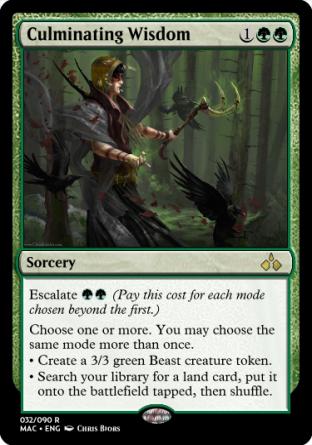 Culminating Wisdom 1
Sorcery
Escalate (Pay this cost for each mode
chosen beyond the first.)
Choose one or more. You may choose the
same mode more than once.
• Create a 3/3 green Beast creature token.
• Search your library for a land card, put it
onto the battlefield tapped, then shuffle.
032/090 R
MAC • ENG Chris Bjors